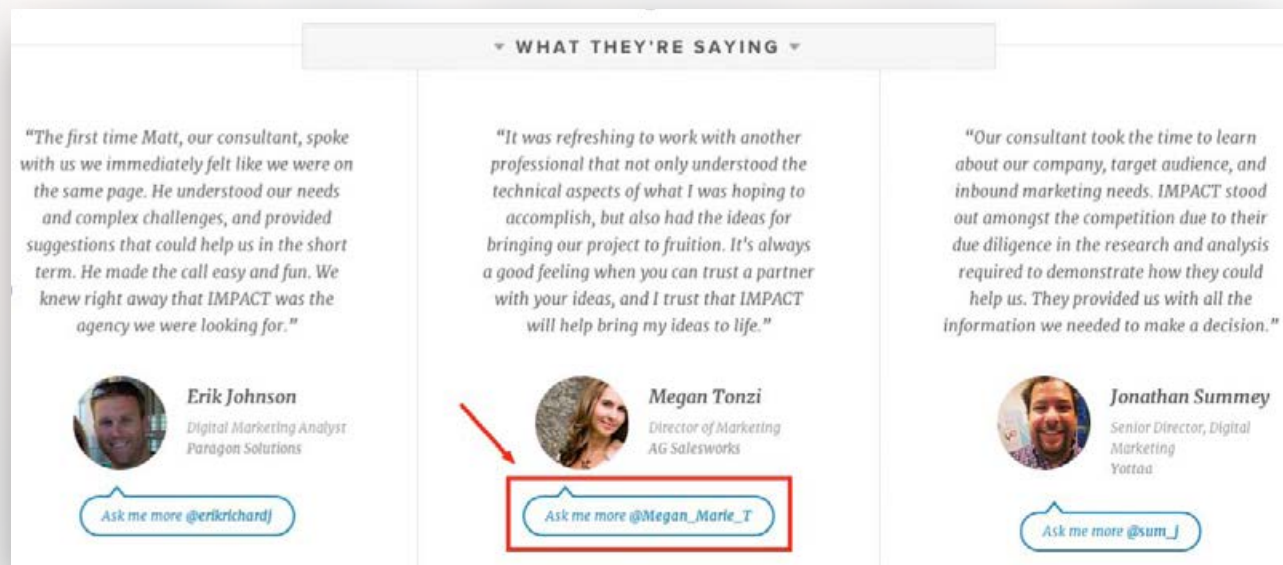 WHAT THEY'RE SAYING
“The first time Matt, our consultant, spoke
with us we immediately felt like we were on
the same page. He understood our needs
and complex challenges, and provided
suggestions that could help us in the short
term. He made the call easy and fun. We
knew right away that IMPACT was the
agency we were looking for.”
Erik Johnson
Digital Marketing Analyst
Paragon Solutions
Ask me more @erikrichardj
“It was refreshing to work with another
professional that not only understood the
technical aspects of what I was hoping to
accomplish, but also had the ideas for
bringing our project to fruition. It's always
a good feeling when you can trust a partner
with your ideas, and I trust that IMPACT
will help bring my ideas to life.”
Megan Tonzi
Director of Marketing
AG Salesworks
Ask me more @Megan_Marie_T
“Our consultant took the time to learn
about our company, target audience, and
inbound marketing needs. IMPACT stood
out amongst the competition due to their
due diligence in the research and analysis
required to demonstrate how they could
help us. They provided us with all the
information we needed to make a decision.”
Jonathan Summey
Senior Director, Digital
Marketing
Yottaa
Ask me more @sum_j